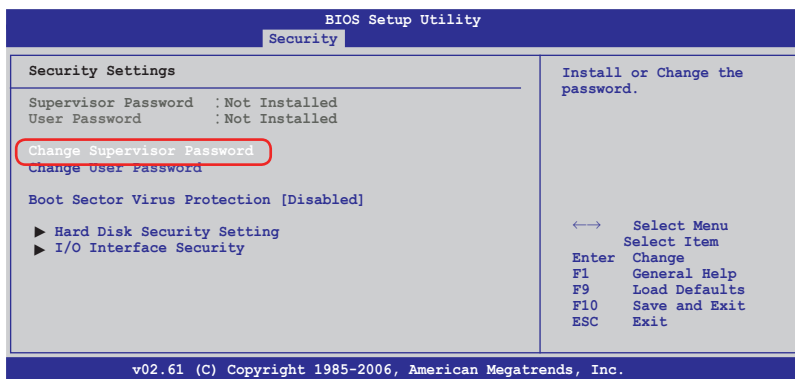 BIOS Setup Utility
Security
Security Settings
Supervisor Password : Not Installed
User Password : Not Installed
Change Supervisor Password
Change User Password
Boot Sector Virus Protection [Disabled]
▶ Hard Disk Security Setting
▶ I/O Interface Security
Install or Change the
password.
←→ Select Menu
Select Item
Enter Change
F1 General Help
F9 Load Defaults
F10 Save and Exit
ESC Exit
v02.61 (C) Copyright 1985-2006, American Megatrends, Inc.